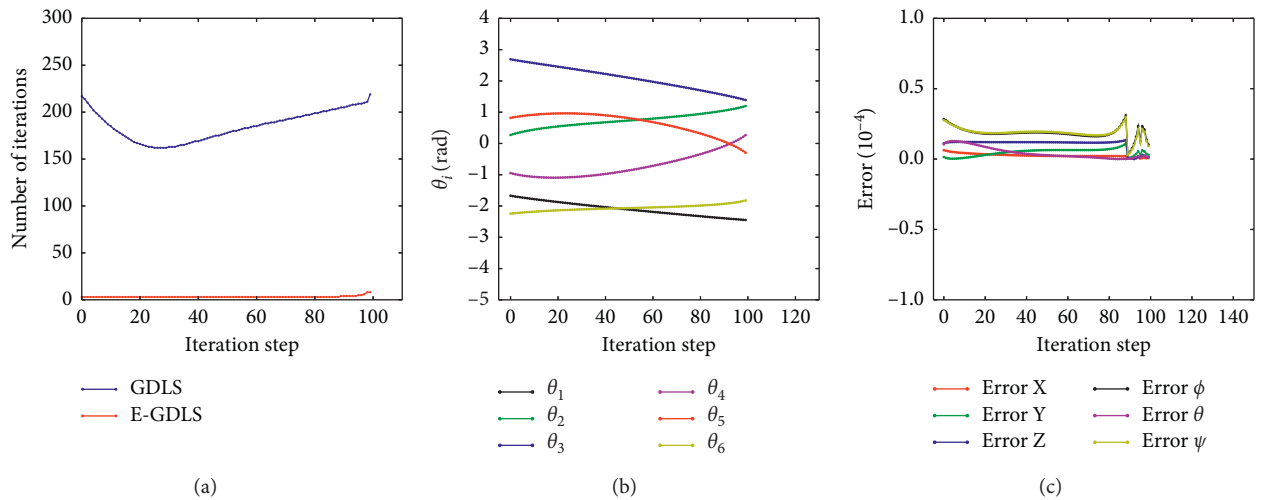 300
250
200
150
100
50
0
Number of iterations
0 20 40 60 80 100
Iteration step
GDLS
E-GDLS
(a)
4
3
2
1
0
−1
−2
−3
−4
−5
θi (rad)
0 20 40 60 80 100 120
Iteration step
θ1
θ2
θ3
θ4
θ5
θ6
(b)
1.0
0.5
0.0
−0.5
−1.0
Error (10−4)
0 20 40 60 80 100 120 140
Iteration step
Error X
Error Y
Error Z
Error ϕ
Error θ
Error ψ
(c)